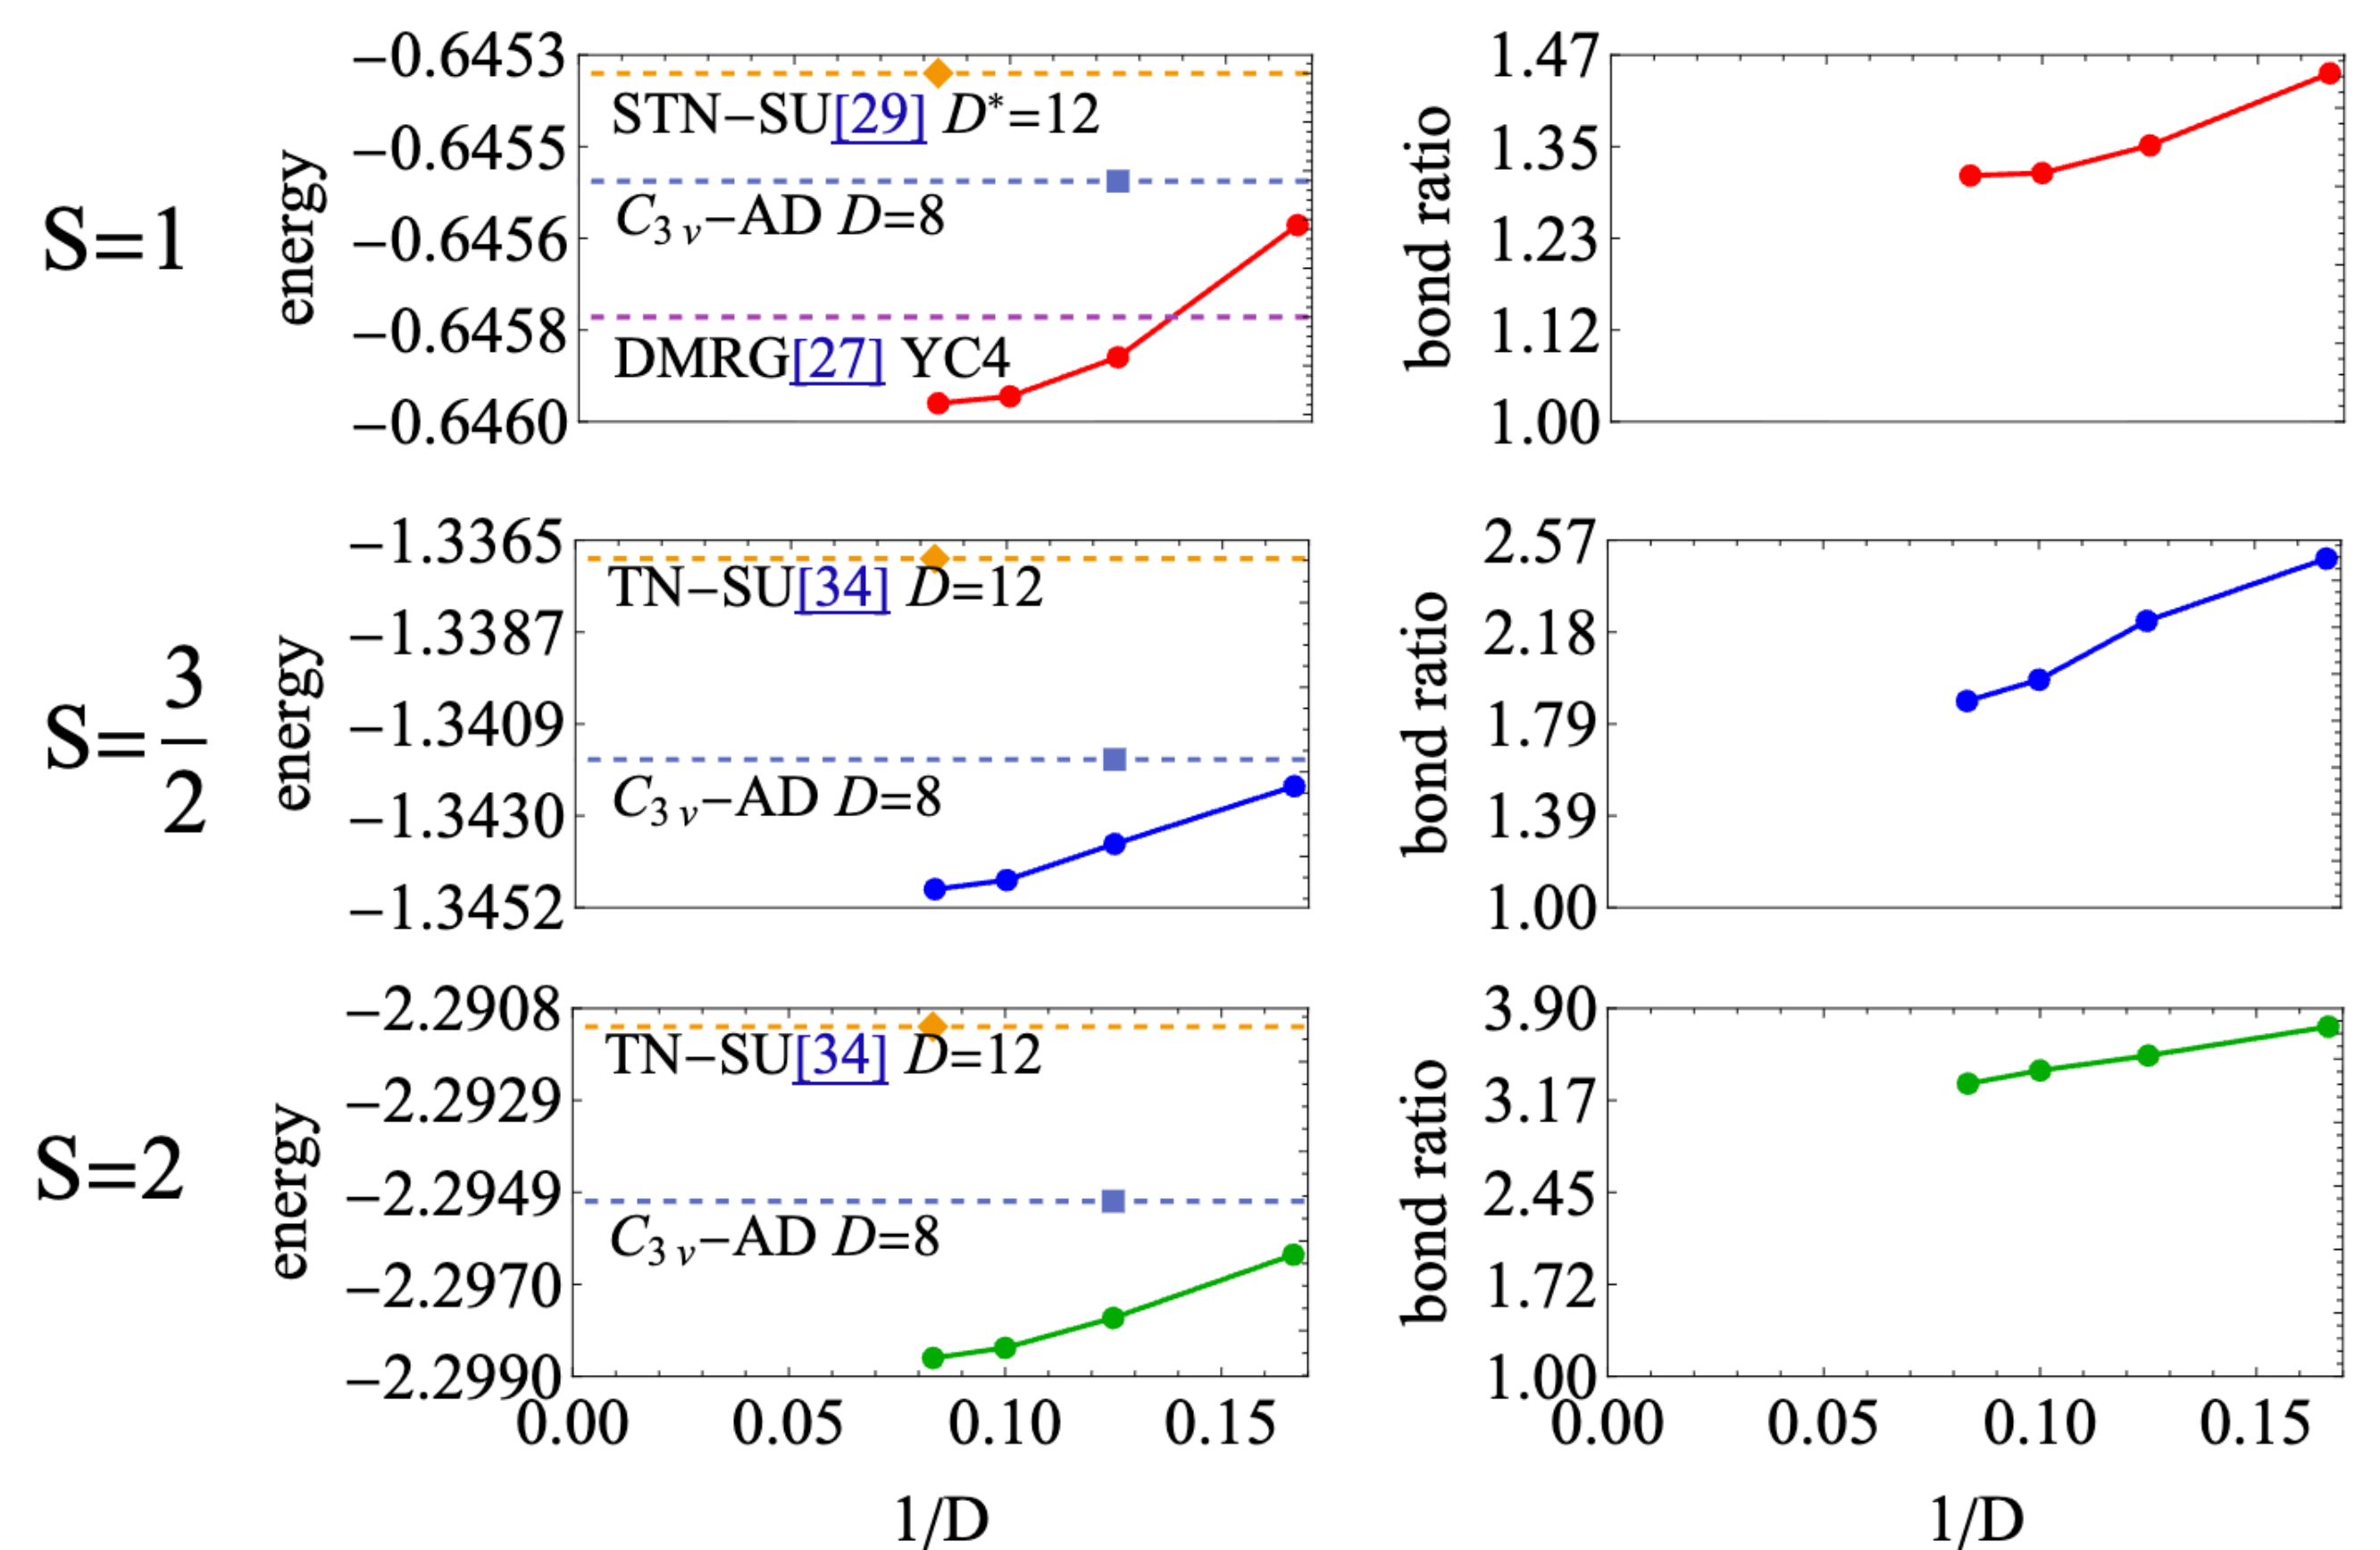 S=1
energy
−0.6453
−0.6455
−0.6456
−0.6458
−0.6460
STN−SU[29] D*=12
C3v−AD D=8
DMRG[27] YC4
bond ratio
1.47
1.35
1.23
1.12
1.00
S=3/2
energy
−1.3365
−1.3387
−1.3409
−1.3430
−1.3452
TN−SU[34] D=12
C3v−AD D=8
bond ratio
2.57
2.18
1.79
1.39
1.00
S=2
energy
−2.2908
−2.2929
−2.2949
−2.2970
−2.2990
TN−SU[34] D=12
C3v−AD D=8
0.00 0.05 0.10 0.15
1/D
bond ratio
3.90
3.17
2.45
1.72
1.00
0.00 0.05 0.10 0.15
1/D